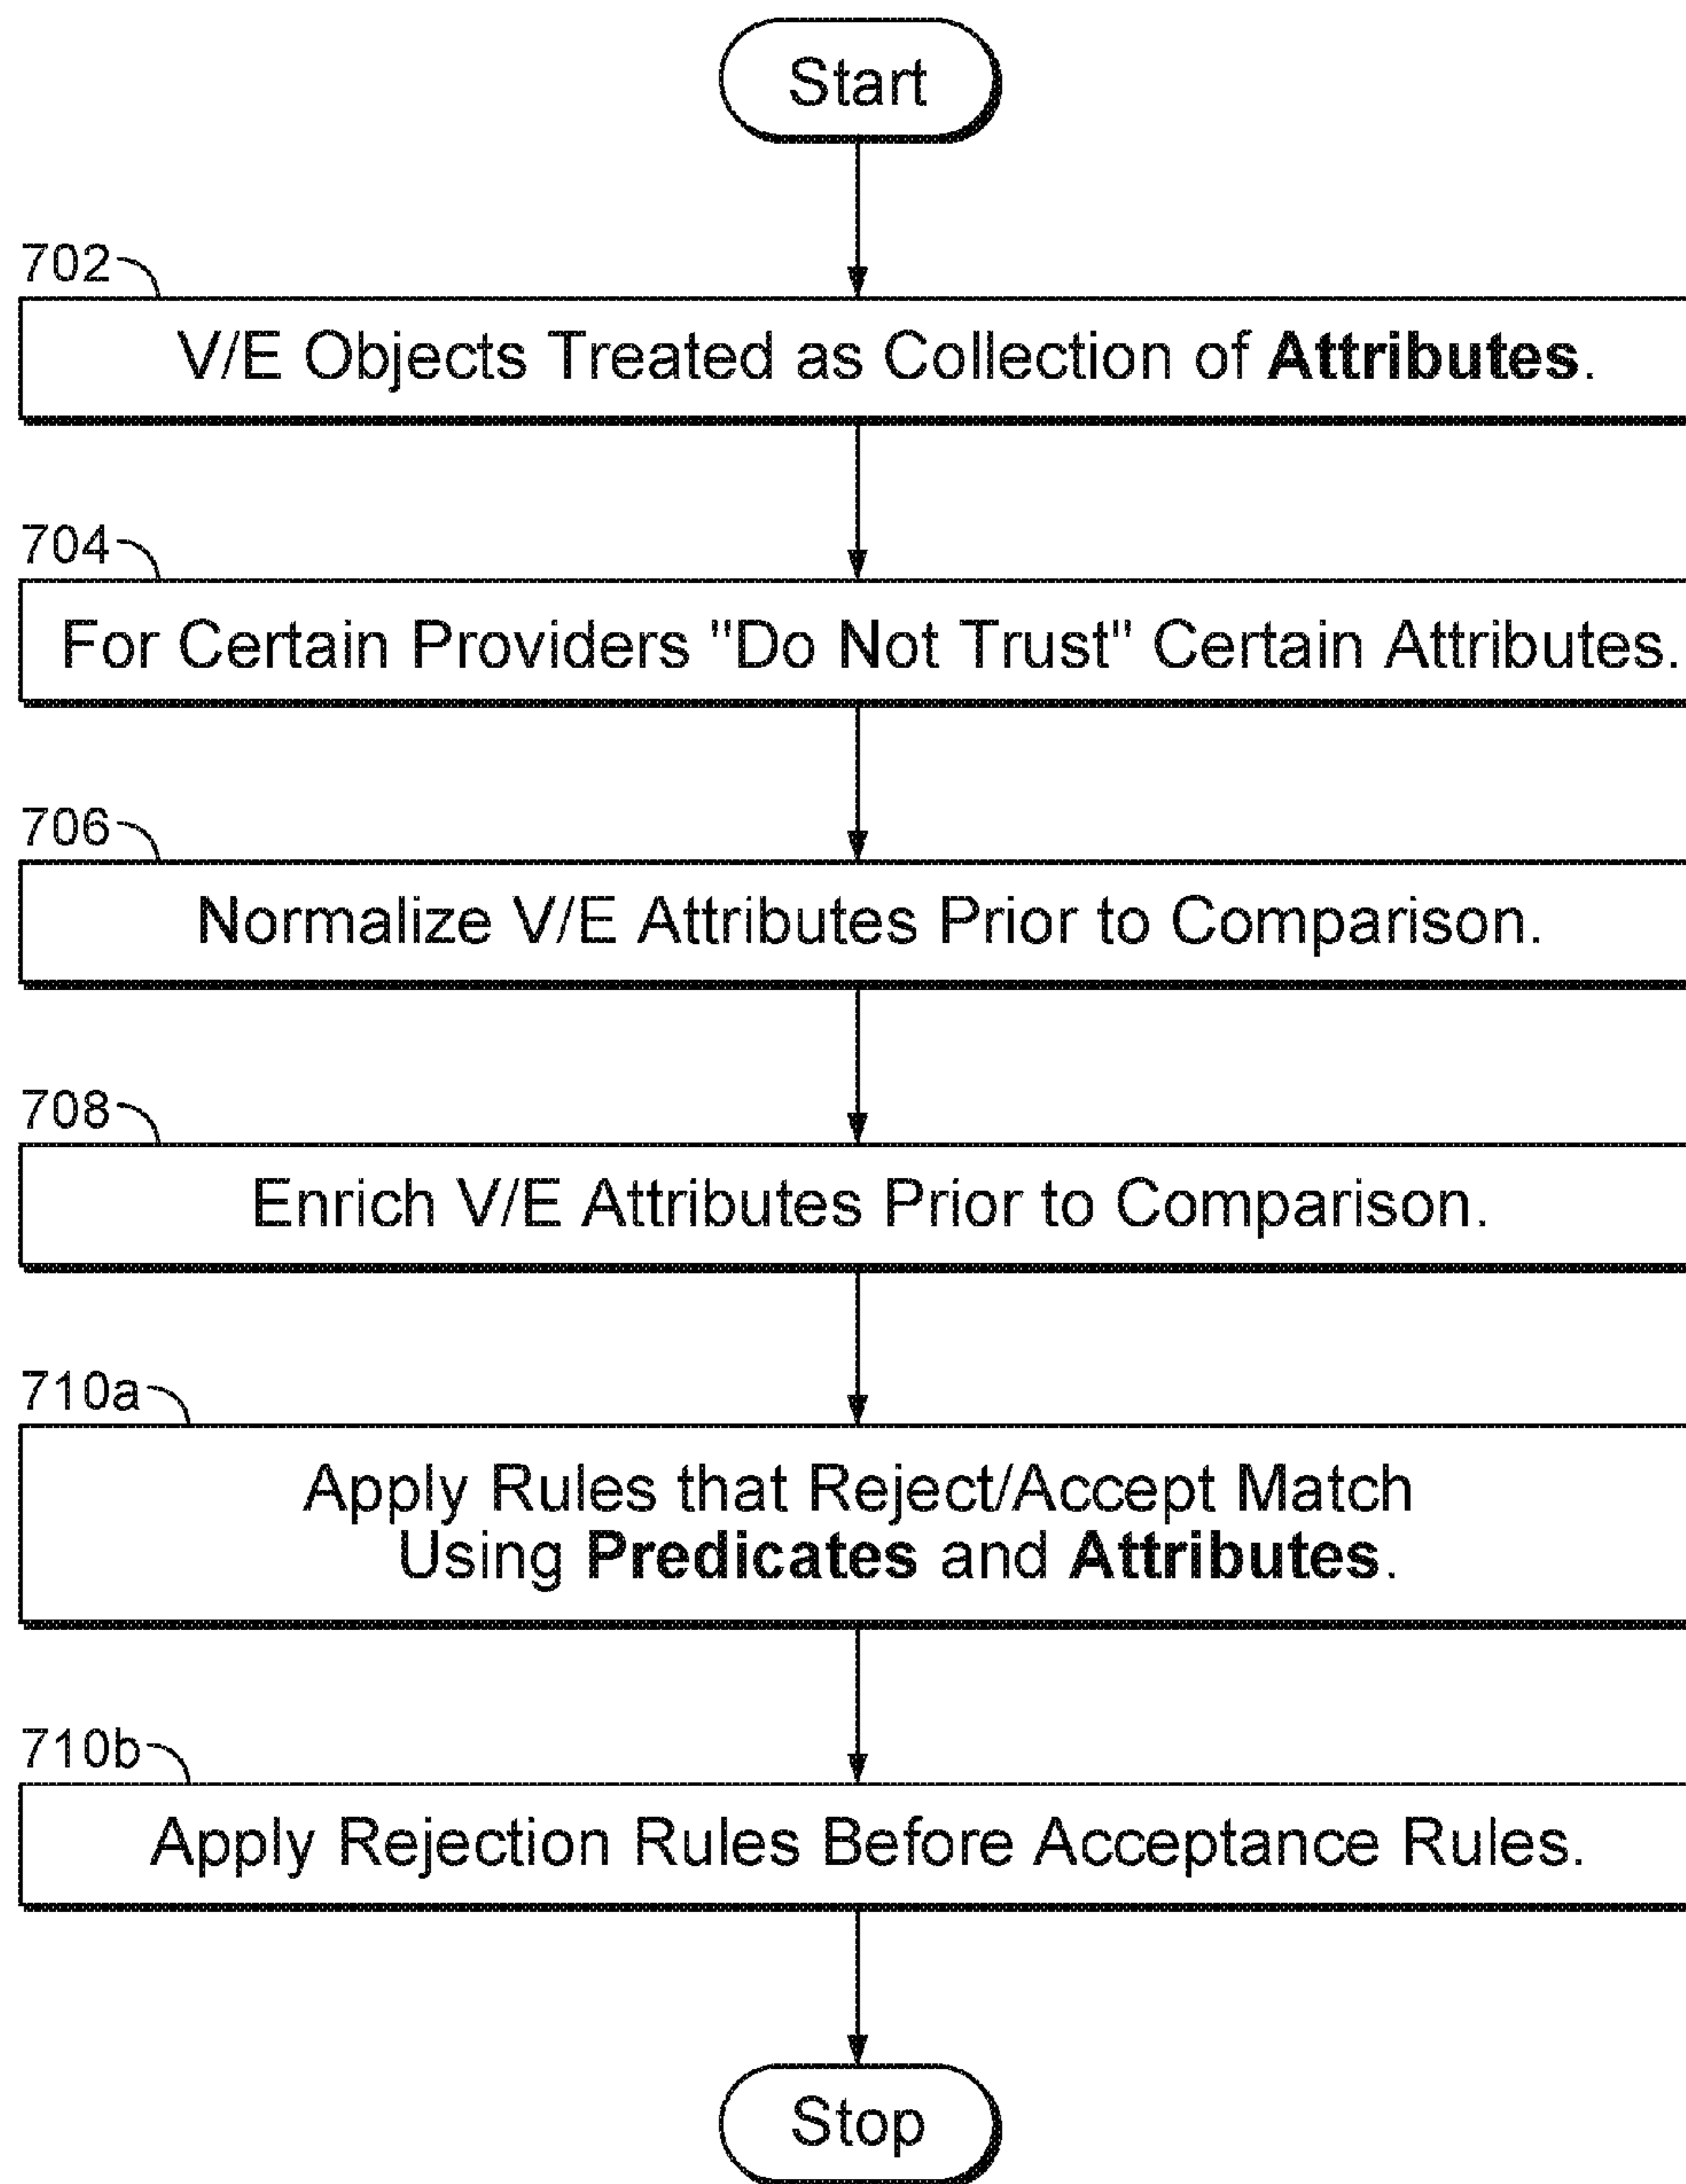 Start
702
V/E Objects Treated as Collection of Attributes.
704
For Certain Providers "Do Not Trust" Certain Attributes.
706
Normalize V/E Attributes Prior to Comparison.
708
Enrich V/E Attributes Prior to Comparison.
710a
Apply Rules that Reject/Accept Match
Using Predicates and Attributes.
710b
Apply Rejection Rules Before Acceptance Rules.
Stop